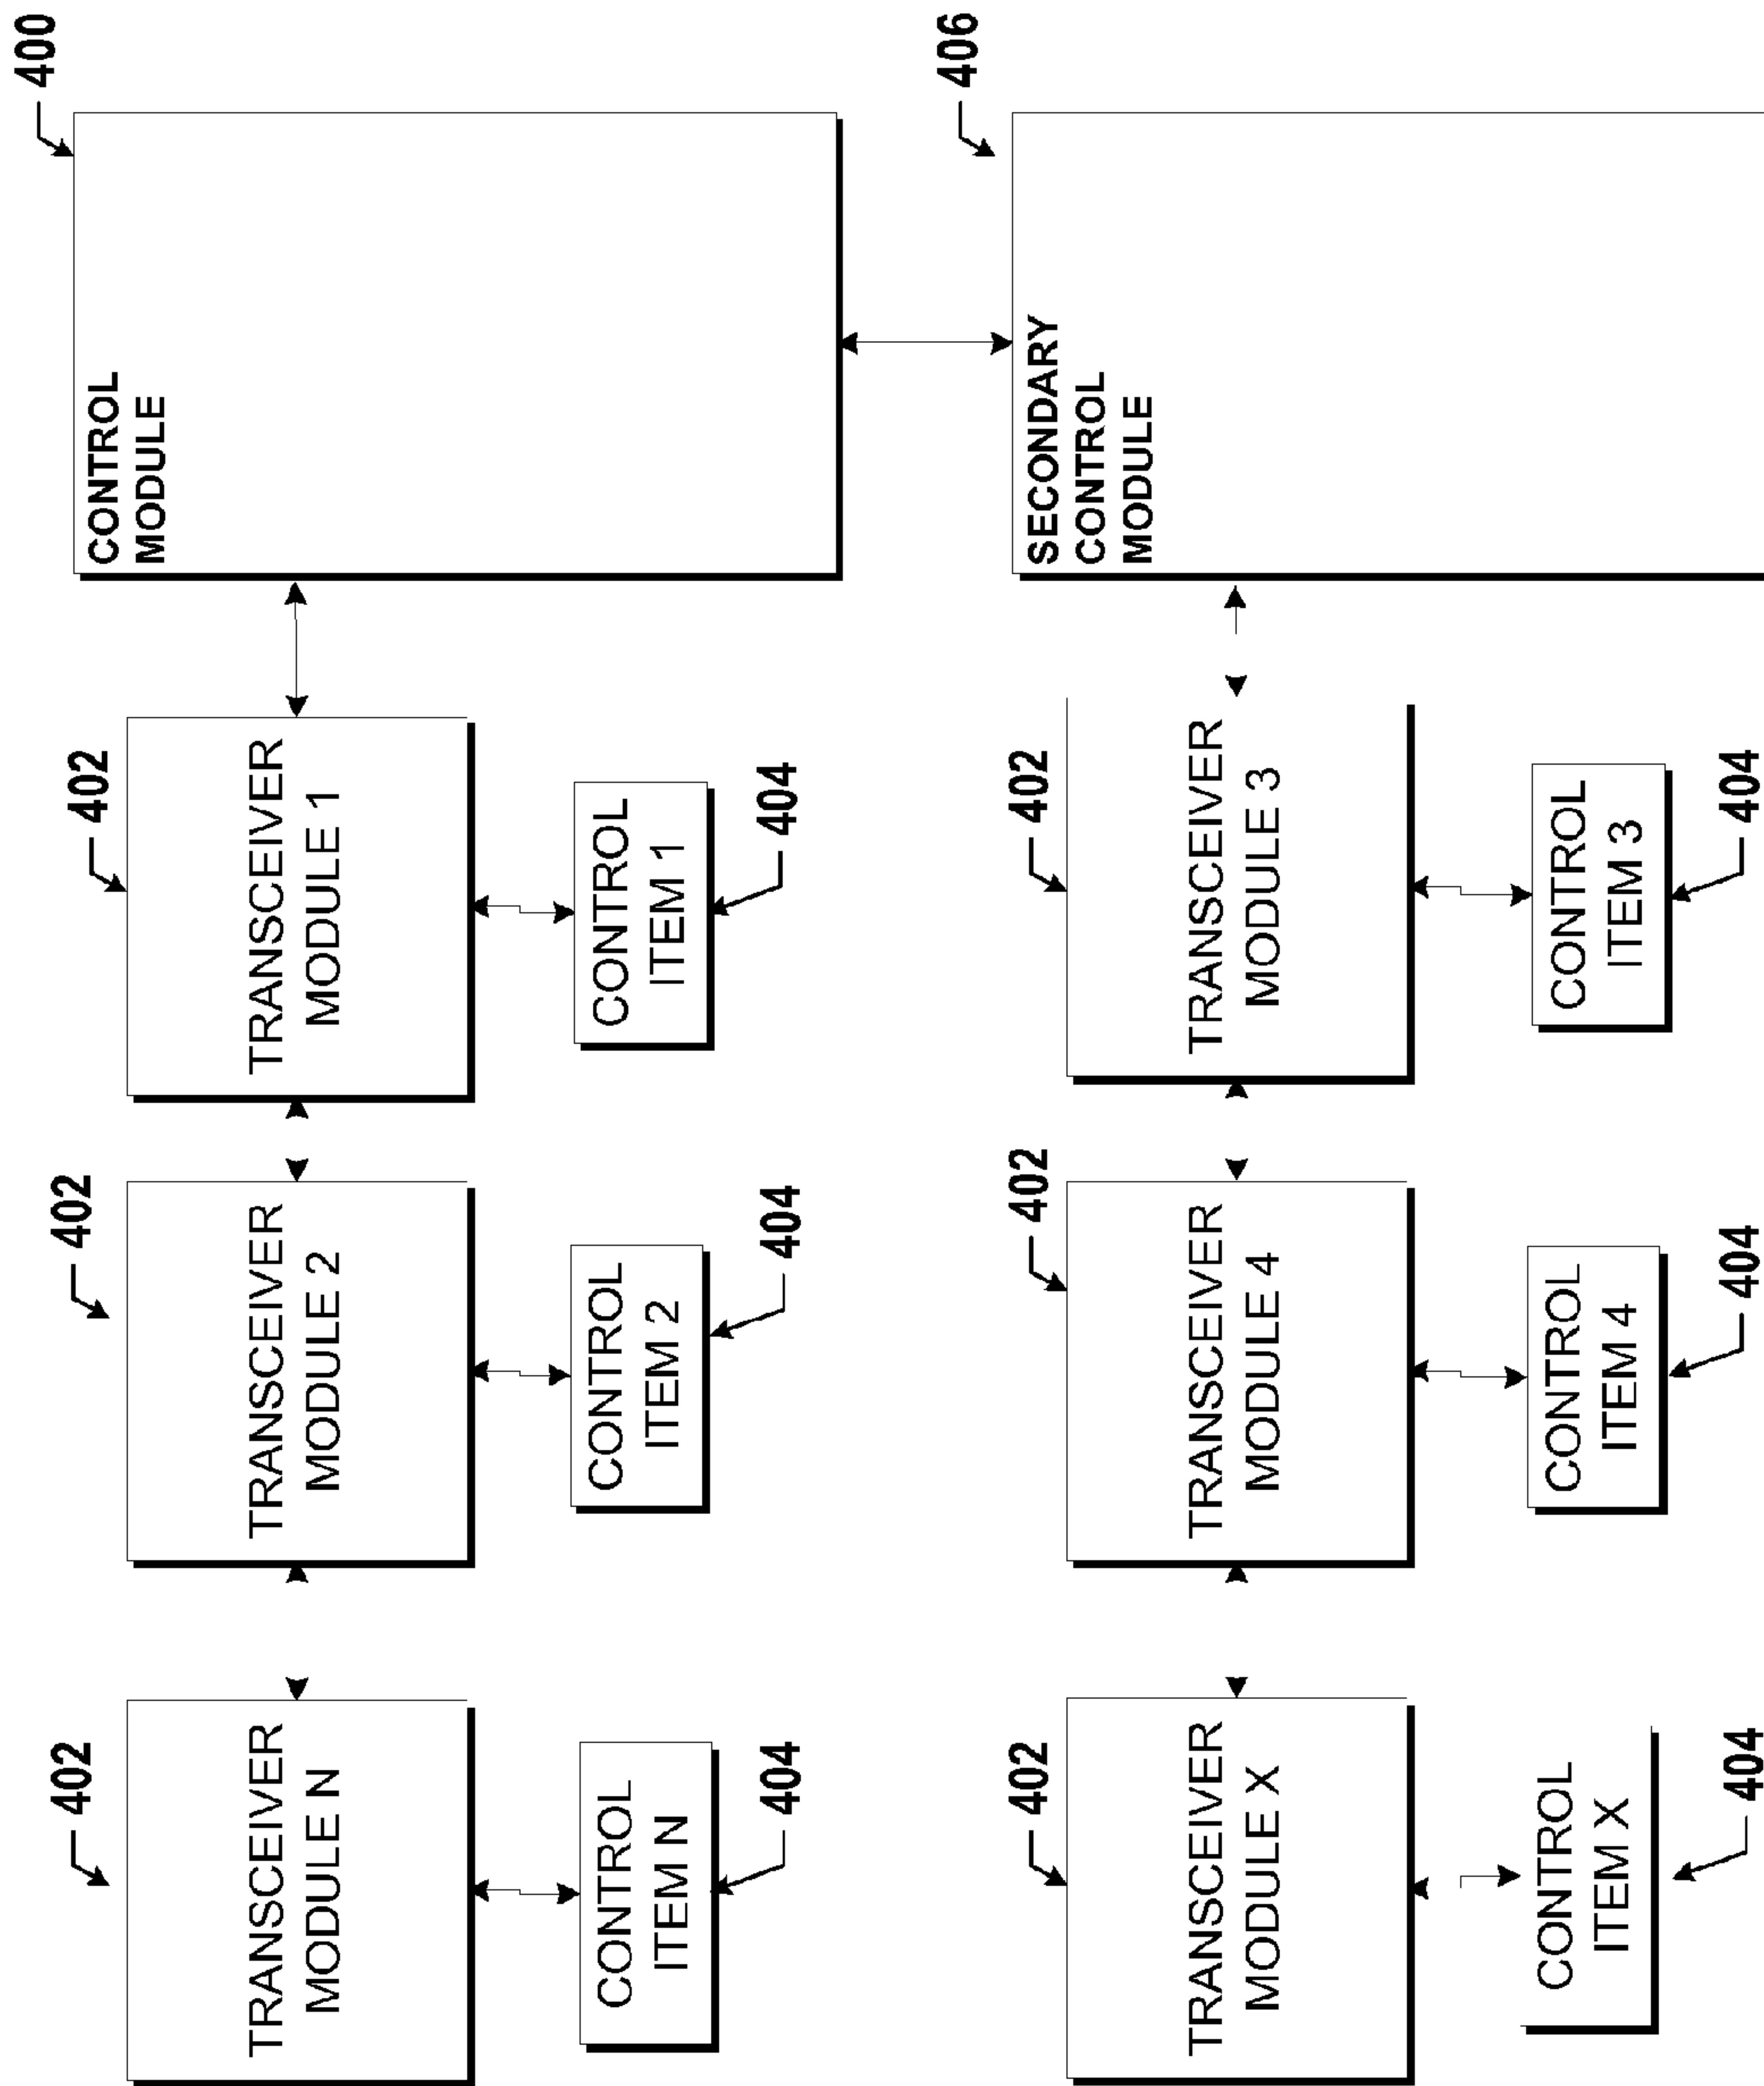 402
402
402
400
TRANSCEIVER
MODULE N
TRANSCEIVER
MODULE 2
TRANSCEIVER
MODULE 1
CONTROL
MODULE
CONTROL
ITEM N
CONTROL
ITEM 2
CONTROL
ITEM 1
404
404
404
402
402
402
406
TRANSCEIVER
MODULE X
TRANSCEIVER
MODULE 4
TRANSCEIVER
MODULE 3
SECONDARY
CONTROL
MODULE
CONTROL
ITEM X
CONTROL
ITEM 4
CONTROL
ITEM 3
404
404
404